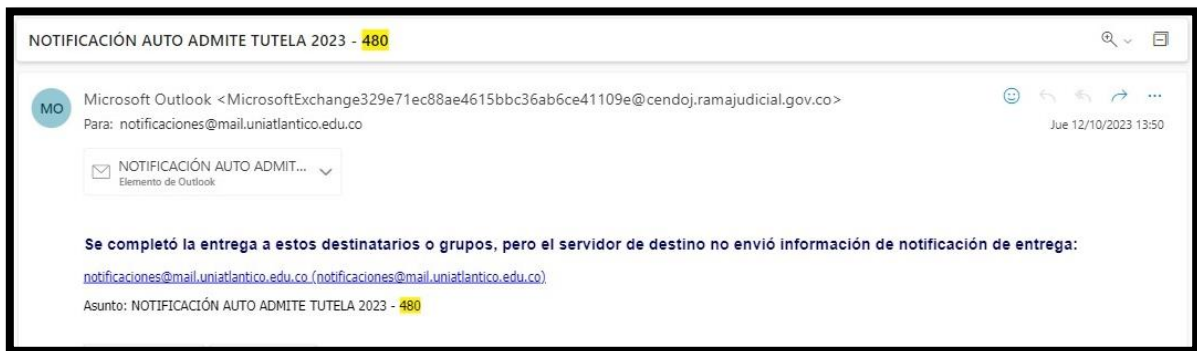 NOTIFICACIÓN AUTO ADMITE TUTELA 2023 - 480
MO
Microsoft Outlook <MicrosoftExchange329e71ec88ae4615bbc36ab6ce41109e@cendoj.ramajudicial.gov.co>
Para: notificaciones@mail.uniatlantico.edu.co
Jue 12/10/2023 13:50
NOTIFICACIÓN AUTO ADMIT...
Elemento de Outlook
Se completó la entrega a estos destinatarios o grupos, pero el servidor de destino no envió información de notificación de entrega:
notificaciones@mail.uniatlantico.edu.co (notificaciones@mail.uniatlantico.edu.co)
Asunto: NOTIFICACIÓN AUTO ADMITE TUTELA 2023 - 480